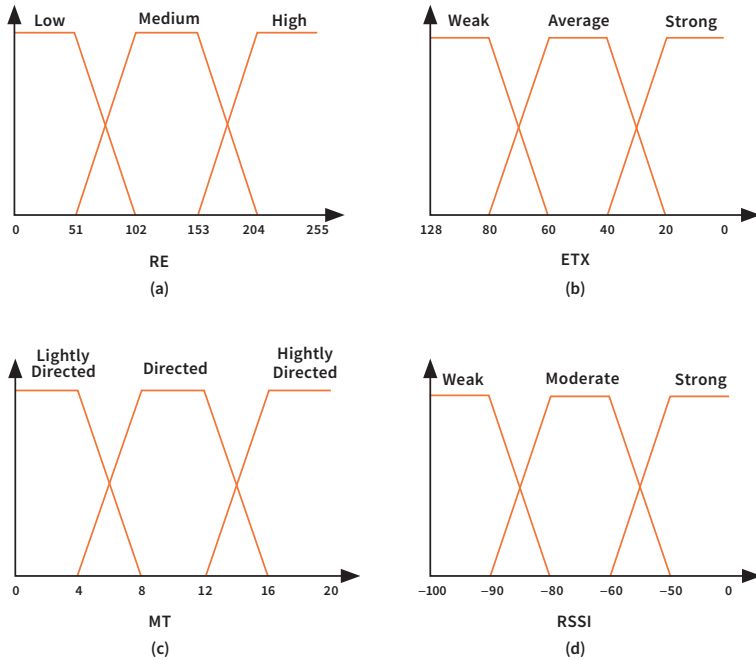 Low Medium High
0 51 102 153 204 255
RE
(a)
Weak Average Strong
128 80 60 40 20 0
ETX
(b)
Lightly
Directed
Directed
Hightly
Directed
0 4 8 12 16 20
MT
(c)
Weak Moderate Strong
−100 −90 −80 −60 −50 0
RSSI
(d)